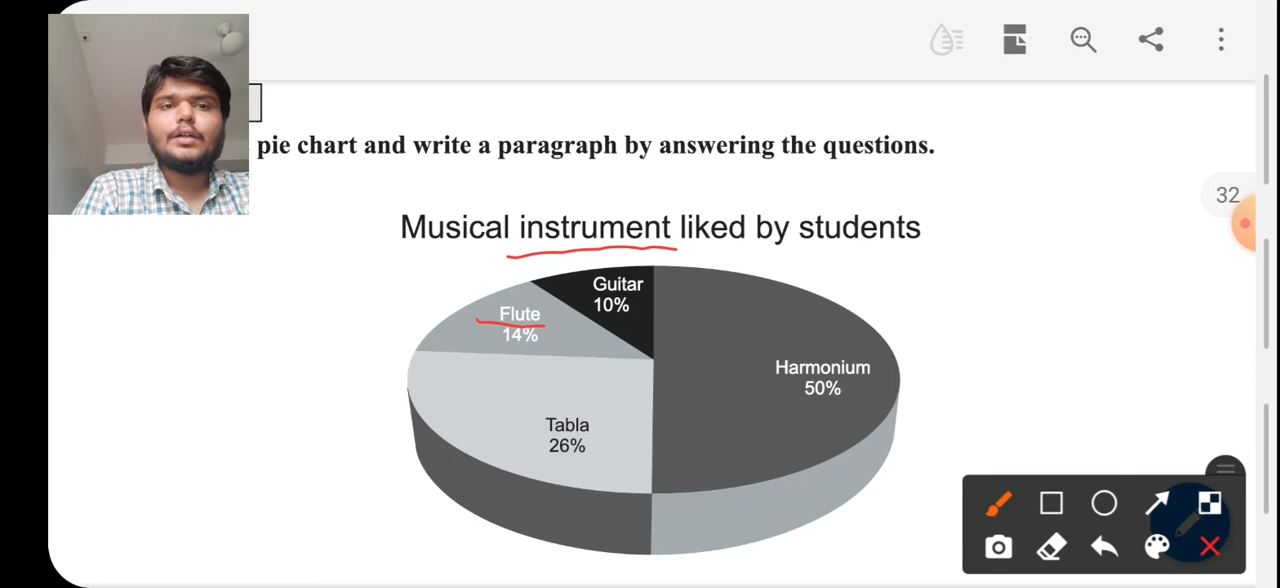 pie chart and write a paragraph by answering the questions.
32
Musical instrument liked by students
Guitar
10%
Flute
14%
Harmonium
50%
Tabla
26%